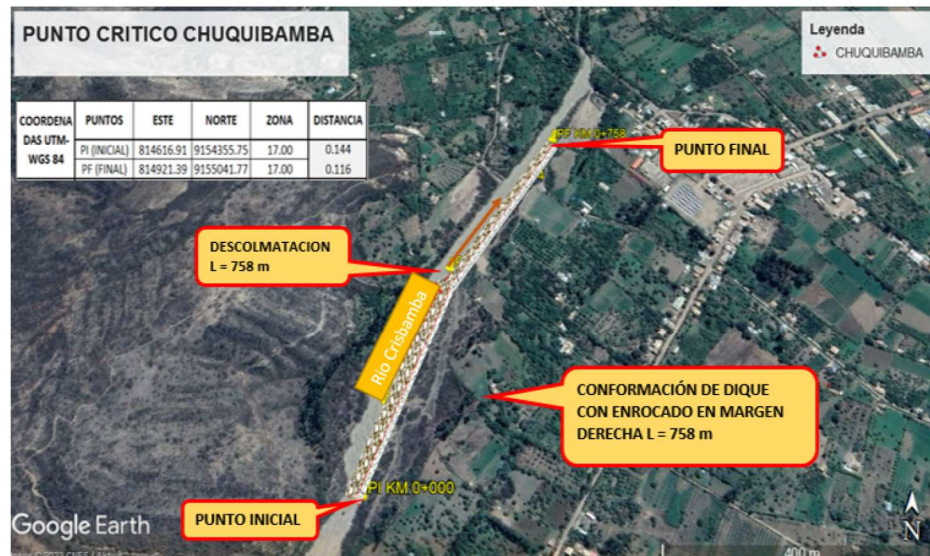 PUNTO CRITICO CHUQUIBAMBA
Leyenda
CHUQUIBAMBA
COORDENA DAS UTM- WGS 84 PUNTOS ESTE NORTE ZONA DISTANCIA
PI (INICIAL) 814616.91 9154355.75 17.00 0.144
PF (FINAL) 814921.39 9155041.77 17.00 0.116
PF KM 0+758
PUNTO FINAL
DESCOLMATACION
L = 758 m
Rio Crisbamba
CONFORMACIÓN DE DIQUE
CON ENROCADO EN MARGEN
DERECHA L = 758 m
PI KM 0+000
PUNTO INICIAL
Google Earth
N
400 m